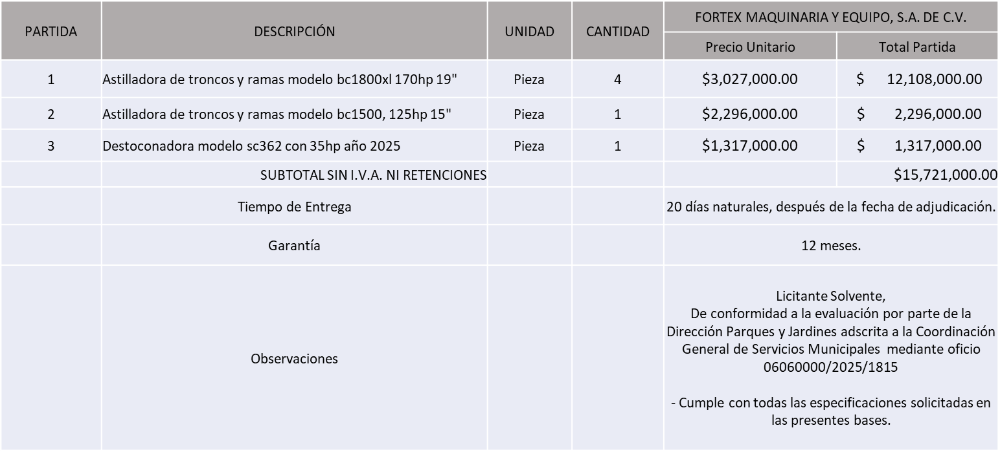 PARTIDA DESCRIPCIÓN UNIDAD CANTIDAD FORTEX MAQUINARIA Y EQUIPO, S.A. DE C.V.
Precio Unitario Total Partida
1 Astilladora de troncos y ramas modelo bc1800xl 170hp 19" Pieza 4 $3,027,000.00 $ 12,108,000.00
2 Astilladora de troncos y ramas modelo bc1500, 125hp 15" Pieza 1 $2,296,000.00 $ 2,296,000.00
3 Destoconadora modelo sc362 con 35hp año 2025 Pieza 1 $1,317,000.00 $ 1,317,000.00
SUBTOTAL SIN I.V.A. NI RETENCIONES $15,721,000.00
Tiempo de Entrega 20 días naturales, después de la fecha de adjudicación.
Garantía 12 meses.
Observaciones
Licitante Solvente,
De conformidad a la evaluación por parte de la
Dirección Parques y Jardines adscrita a la Coordinación
General de Servicios Municipales mediante oficio
06060000/2025/1815
- Cumple con todas las especificaciones solicitadas en
las presentes bases.